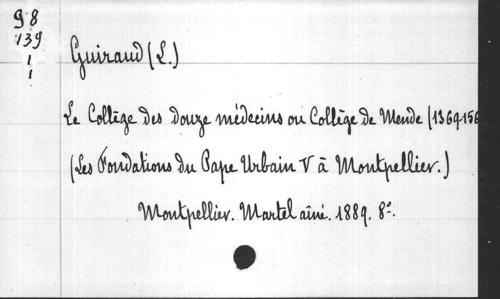 98
139
1
1
Guiraud (L.)
Le Collège des douze médecins ou Collège de Mende (1369-156
(Les Fondations du Pape Urbain V à Montpellier.)
Montpellier. Martel aîné. 1889. 8º.